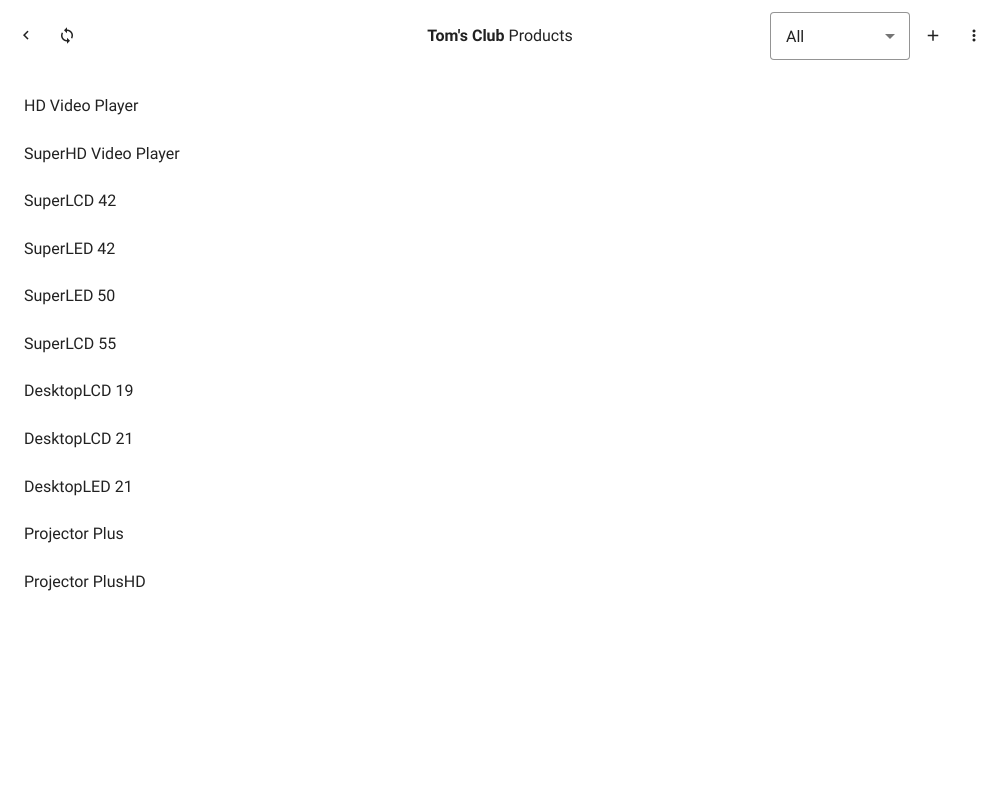 Tom's Club Products
All
HD Video Player
SuperHD Video Player
SuperLCD 42
SuperLED 42
SuperLED 50
SuperLCD 55
DesktopLCD 19
DesktopLCD 21
DesktopLED 21
Projector Plus
Projector PlusHD